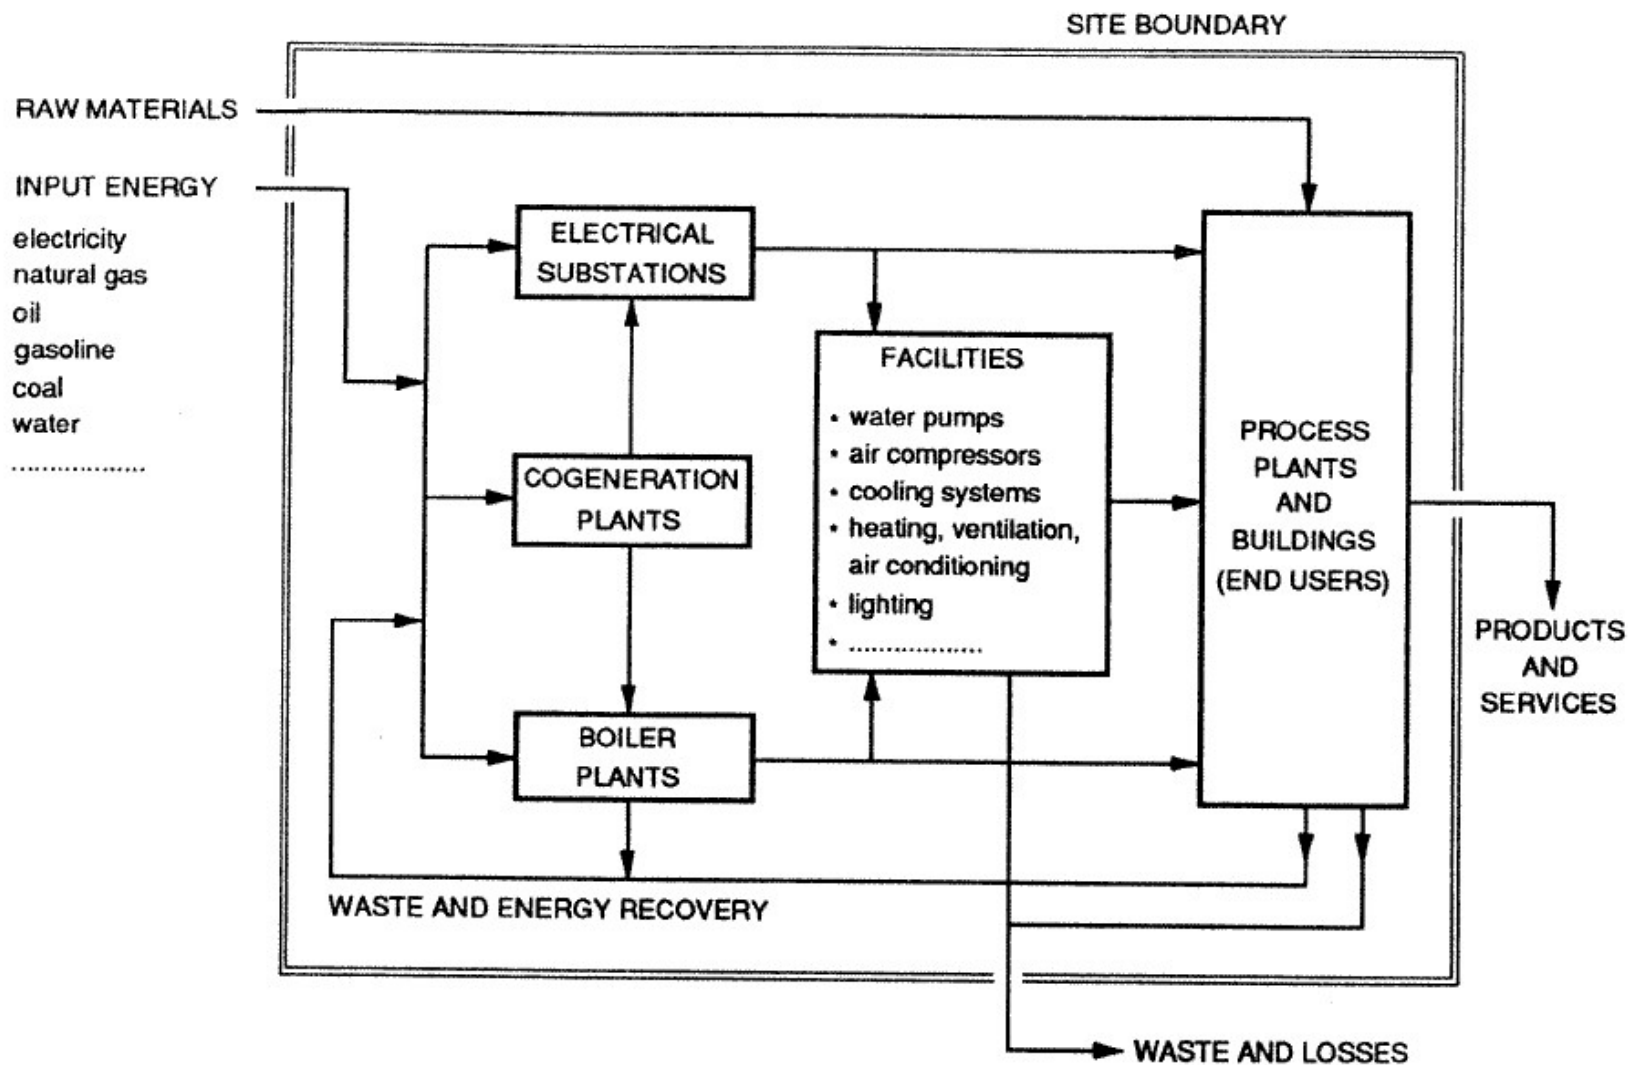 SITE BOUNDARY
RAW MATERIALS
INPUT ENERGY
electricity
natural gas
oil
gasoline
coal
water
..................
ELECTRICAL
SUBSTATIONS
COGENERATION
PLANTS
BOILER
PLANTS
FACILITIES
• water pumps
• air compressors
• cooling systems
• heating, ventilation,
air conditioning
• lighting
• ..................
PROCESS
PLANTS
AND
BUILDINGS
(END USERS)
PRODUCTS
AND
SERVICES
WASTE AND ENERGY RECOVERY
WASTE AND LOSSES